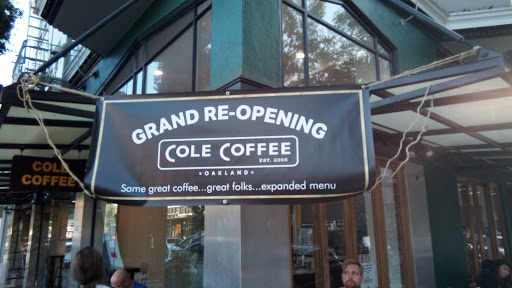 GRAND RE-OPENING
COLE COFFEE
EST. 2005
•OAKLAND•
Same great coffee...great folks...expanded menu
COLE
COFFEE